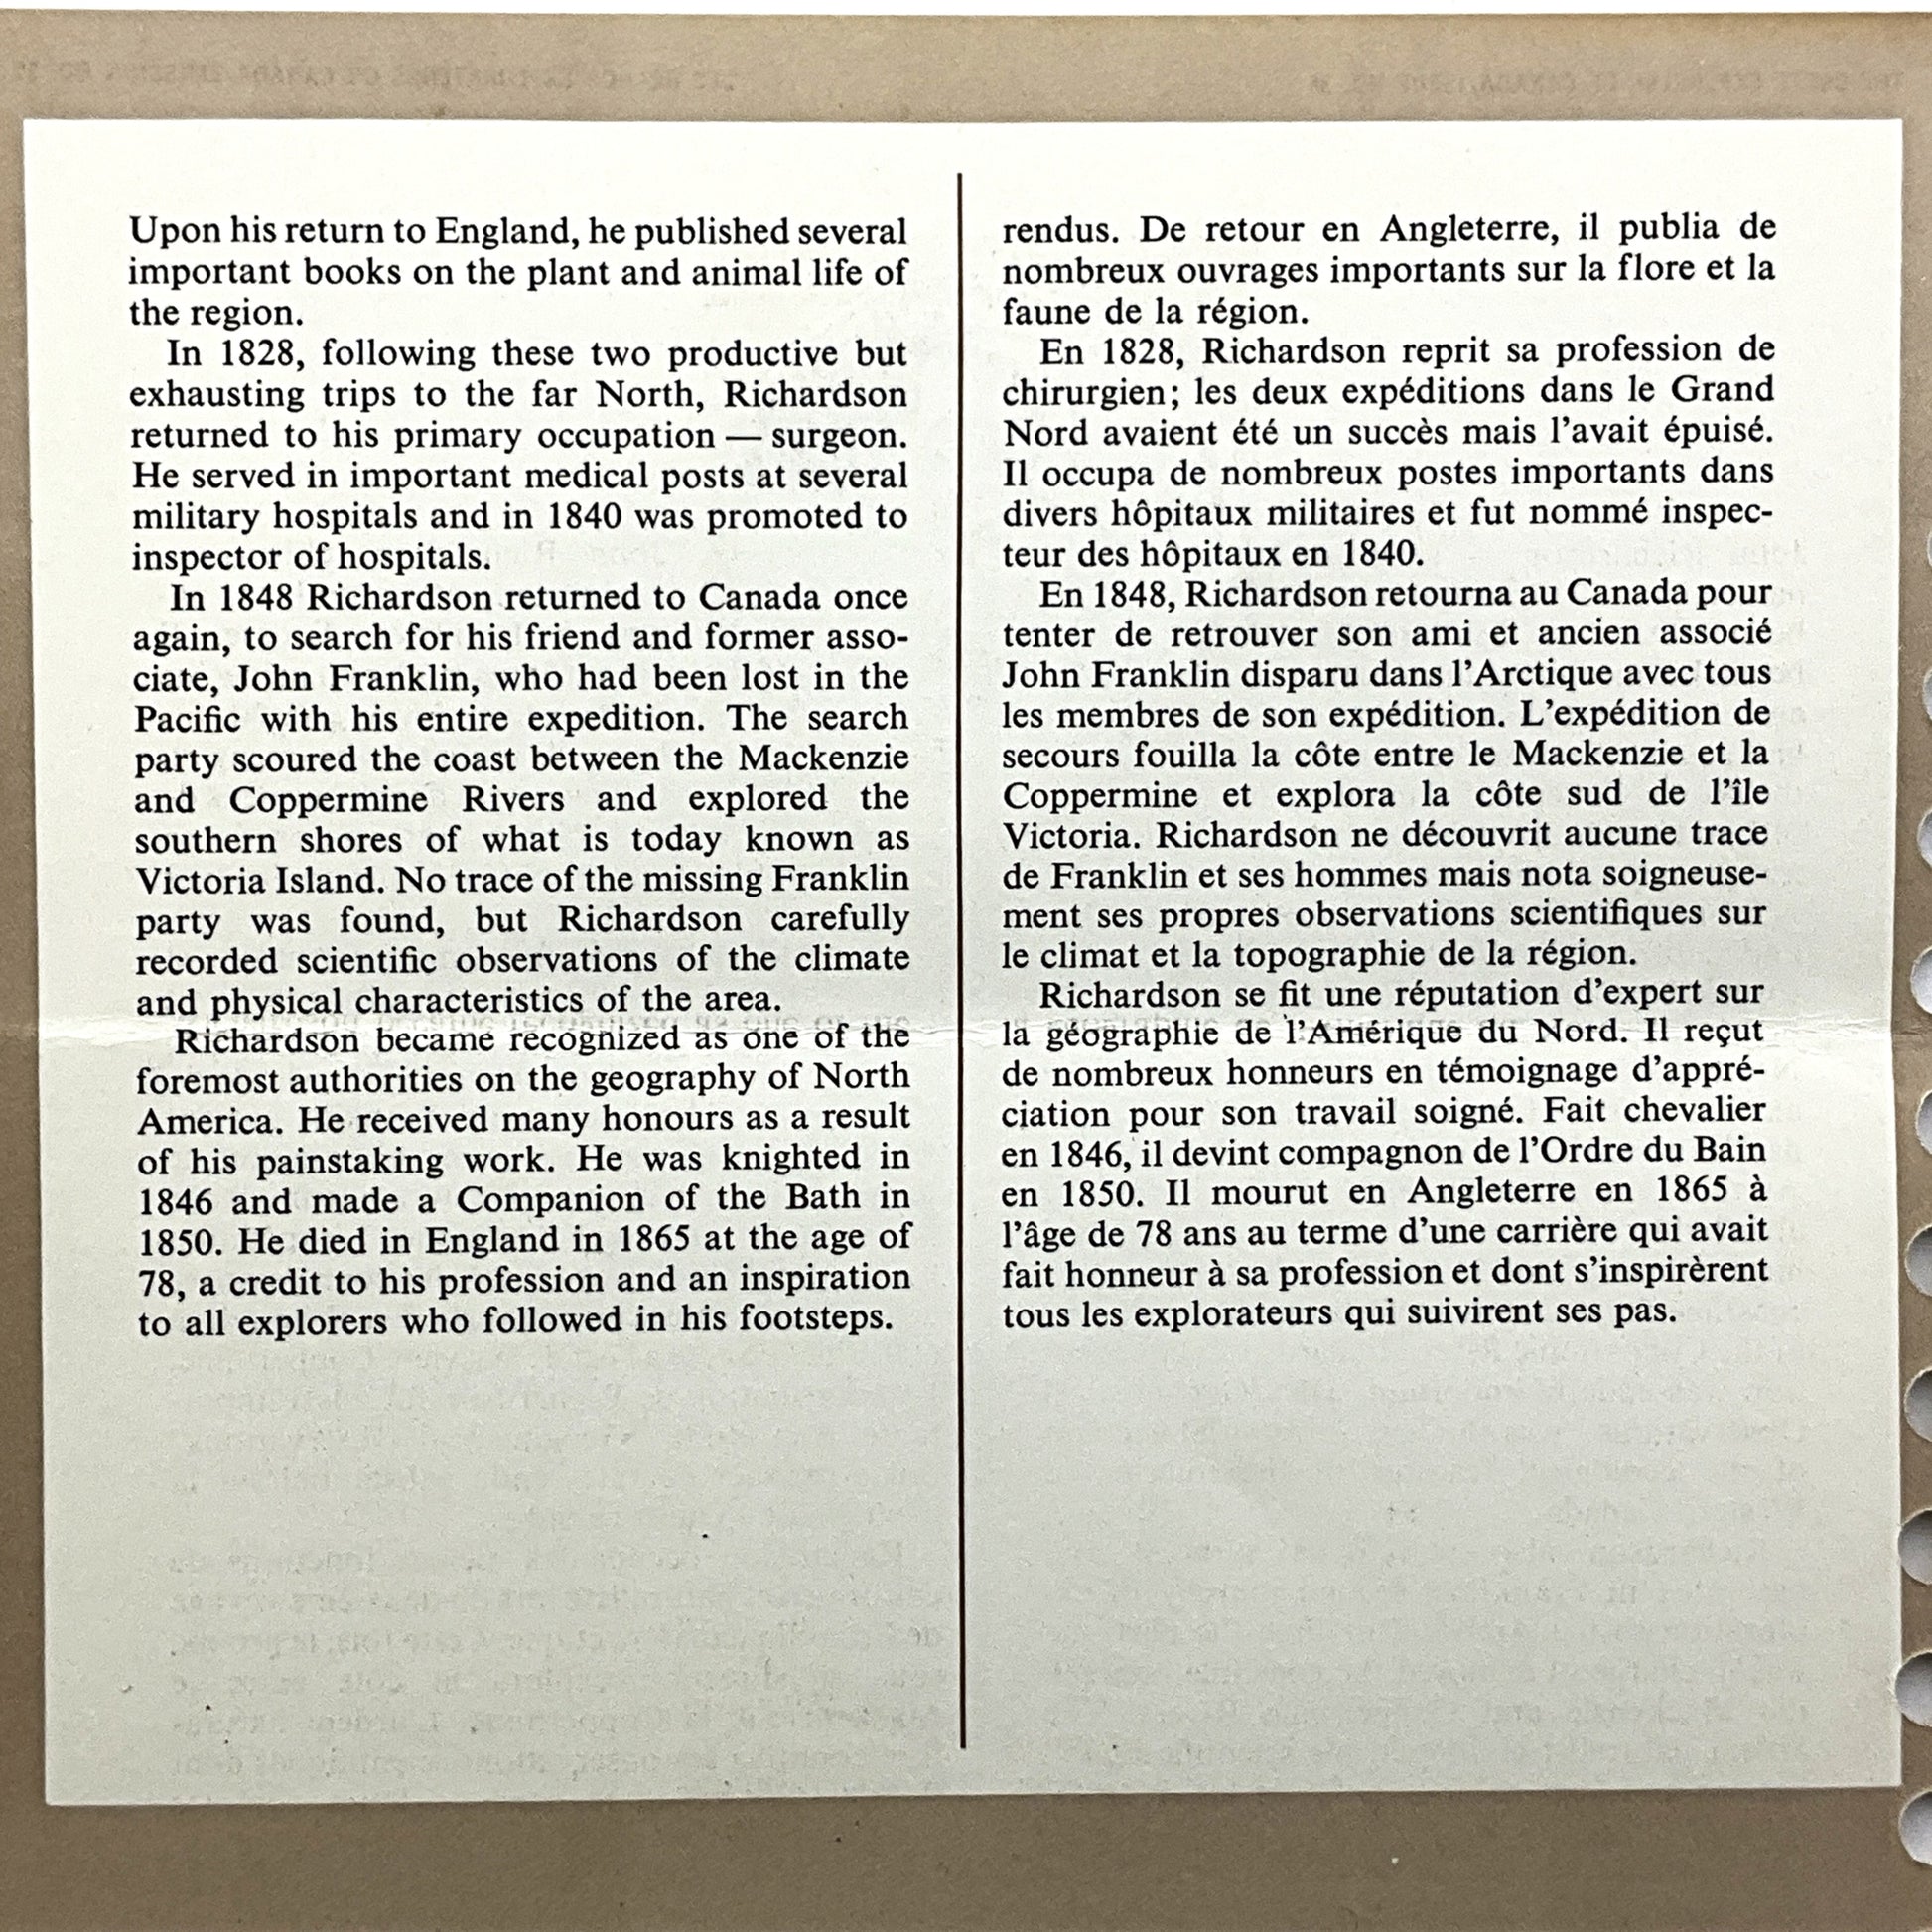 Upon his return to England, he published several
important books on the plant and animal life of
the region.
In 1828, following these two productive but
exhausting trips to the far North, Richardson
returned to his primary occupation — surgeon.
He served in important medical posts at several
military hospitals and in 1840 was promoted to
inspector of hospitals.
In 1848 Richardson returned to Canada once
again, to search for his friend and former asso-
ciate, John Franklin, who had been lost in the
Pacific with his entire expedition. The search
party scoured the coast between the Mackenzie
and Coppermine Rivers and explored the
southern shores of what is today known as
Victoria Island. No trace of the missing Franklin
party was found, but Richardson carefully
recorded scientific observations of the climate
and physical characteristics of the area.
Richardson became recognized as one of the
foremost authorities on the geography of North
America. He received many honours as a result
of his painstaking work. He was knighted in
1846 and made a Companion of the Bath in
1850. He died in England in 1865 at the age of
78, a credit to his profession and an inspiration
to all explorers who followed in his footsteps.
rendus. De retour en Angleterre, il publia de
nombreux ouvrages importants sur la flore et la
faune de la région.
En 1828, Richardson reprit sa profession de
chirurgien; les deux expéditions dans le Grand
Nord avaient été un succès mais l'avait épuisé.
Il occupa de nombreux postes importants dans
divers hôpitaux militaires et fut nommé inspec-
teur des hôpitaux en 1840.
En 1848, Richardson retourna au Canada pour
tenter de retrouver son ami et ancien associé
John Franklin disparu dans l'Arctique avec tous
les membres de son expédition. L'expédition de
secours fouilla la côte entre le Mackenzie et la
Coppermine et explora la côte sud de l'île
Victoria. Richardson ne découvrit aucune trace
de Franklin et ses hommes mais nota soigneuse-
ment ses propres observations scientifiques sur
le climat et la topographie de la région.
Richardson se fit une réputation d'expert sur
la géographie de l'Amérique du Nord. Il reçut
de nombreux honneurs en témoignage d'appré-
ciation pour son travail soigné. Fait chevalier
en 1846, il devint compagnon de l'Ordre du Bain
en 1850. Il mourut en Angleterre en 1865 à
l'âge de 78 ans au terme d'une carrière qui avait
fait honneur à sa profession et dont s'inspirèrent
tous les explorateurs qui suivirent ses pas.